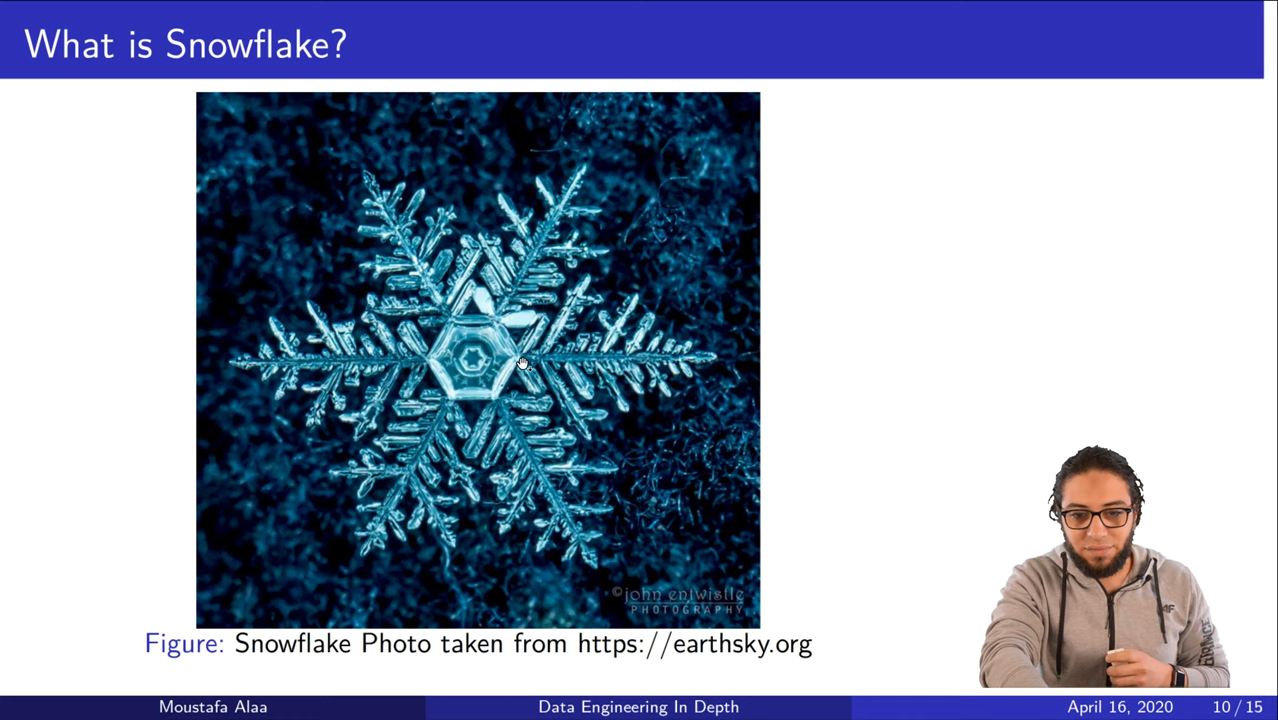 What is Snowflake?
©john entwistle
PHOTOGRAPHY
Figure: Snowflake Photo taken from https://earthsky.org
Moustafa Alaa
Data Engineering In Depth
April 16, 2020
10 / 15